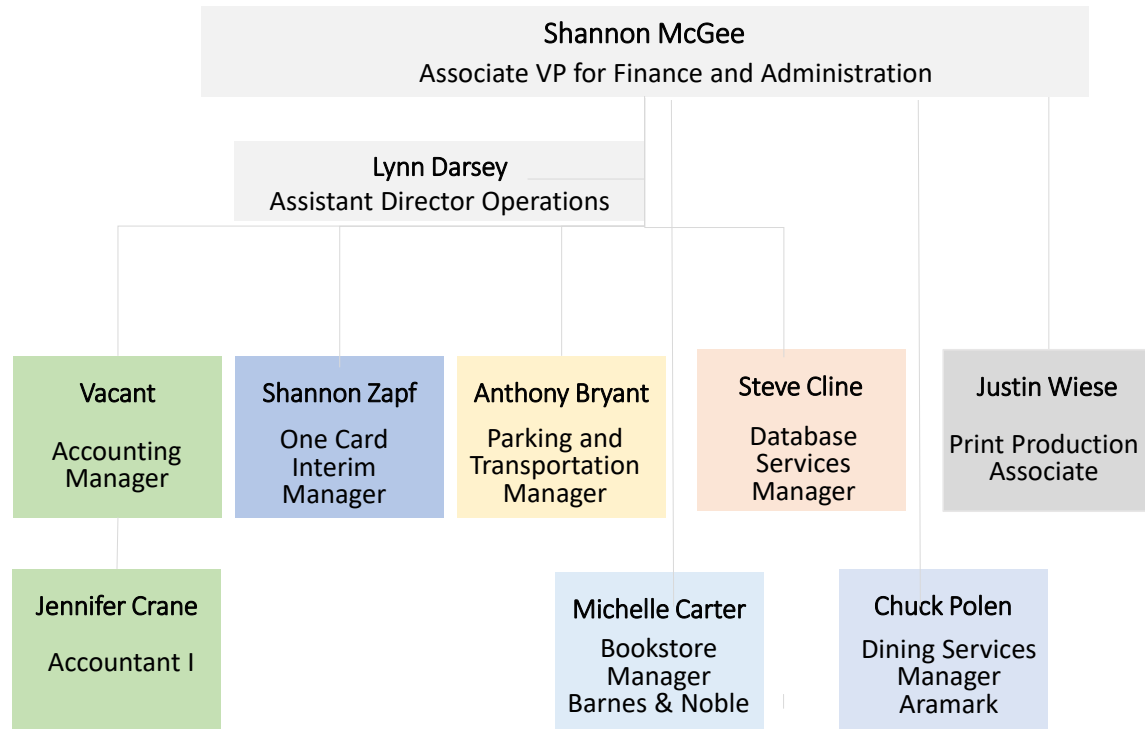 Shannon McGee
Associate VP for Finance and Administration
Lynn Darsey
Assistant Director Operations
Vacant
Accounting
Manager
Shannon Zapf
One Card
Interim
Manager
Anthony Bryant
Parking and
Transportation
Manager
Steve Cline
Database
Services
Manager
Justin Wiese
Print Production
Associate
Jennifer Crane
Accountant I
Michelle Carter
Bookstore
Manager
Barnes & Noble
Chuck Polen
Dining Services
Manager
Aramark